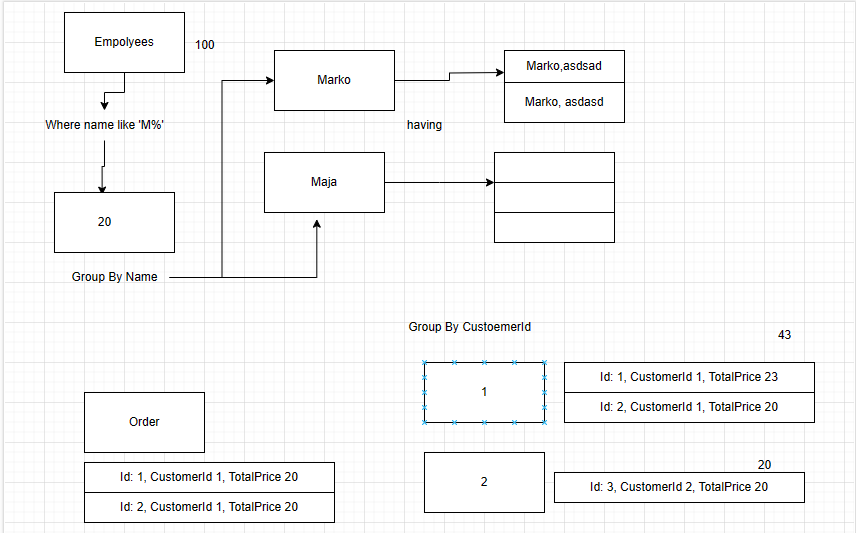 Empolyees
100
Where name like 'M%'
20
Group By Name
Marko
Marko,asdsad
Marko, asdasd
having
Maja
Group By CustoemerId
43
1
Id: 1, CustomerId 1, TotalPrice 23
Id: 2, CustomerId 1, TotalPrice 20
Order
Id: 1, CustomerId 1, TotalPrice 20
Id: 2, CustomerId 1, TotalPrice 20
2
20
Id: 3, CustomerId 2, TotalPrice 20